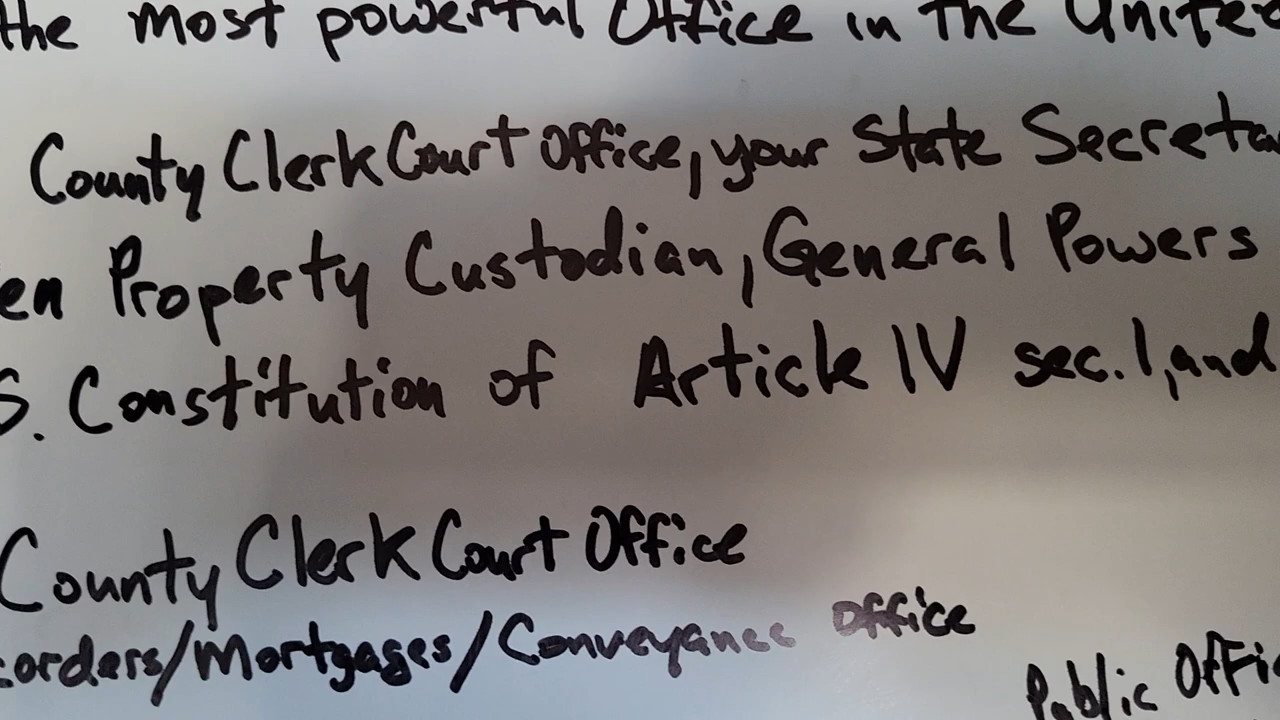 the most powerful Office in The United
County Clerk Court office, your State Secreta
en Property Custodian, General Powers
S. Constitution of Article IV sec. 1, and
County Clerk Court Office
corders/Mortgages/Conveyance office
Public Offic